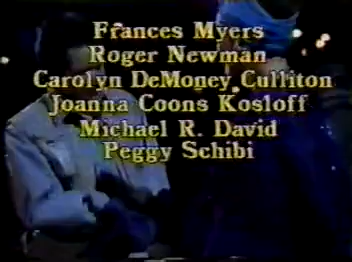 Frances Myers
Roger Newman
Carolyn DeMoney Culliton
Joanna Coons Kosloff
Michael R. David
Peggy Schibi